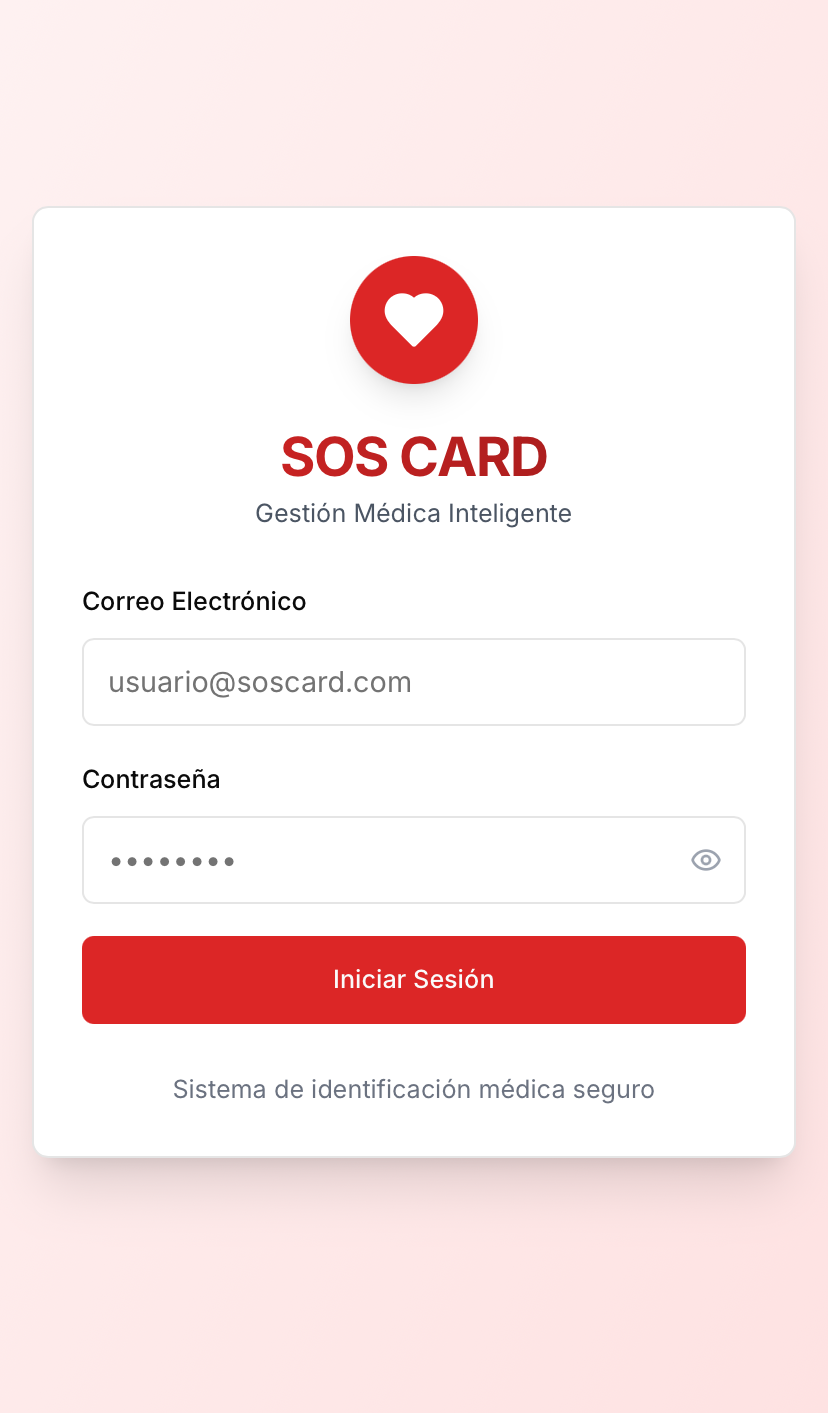 SOS CARD
Gestión Médica Inteligente
Correo Electrónico
usuario@soscard.com
Contraseña
••••••••
Iniciar Sesión
Sistema de identificación médica seguro